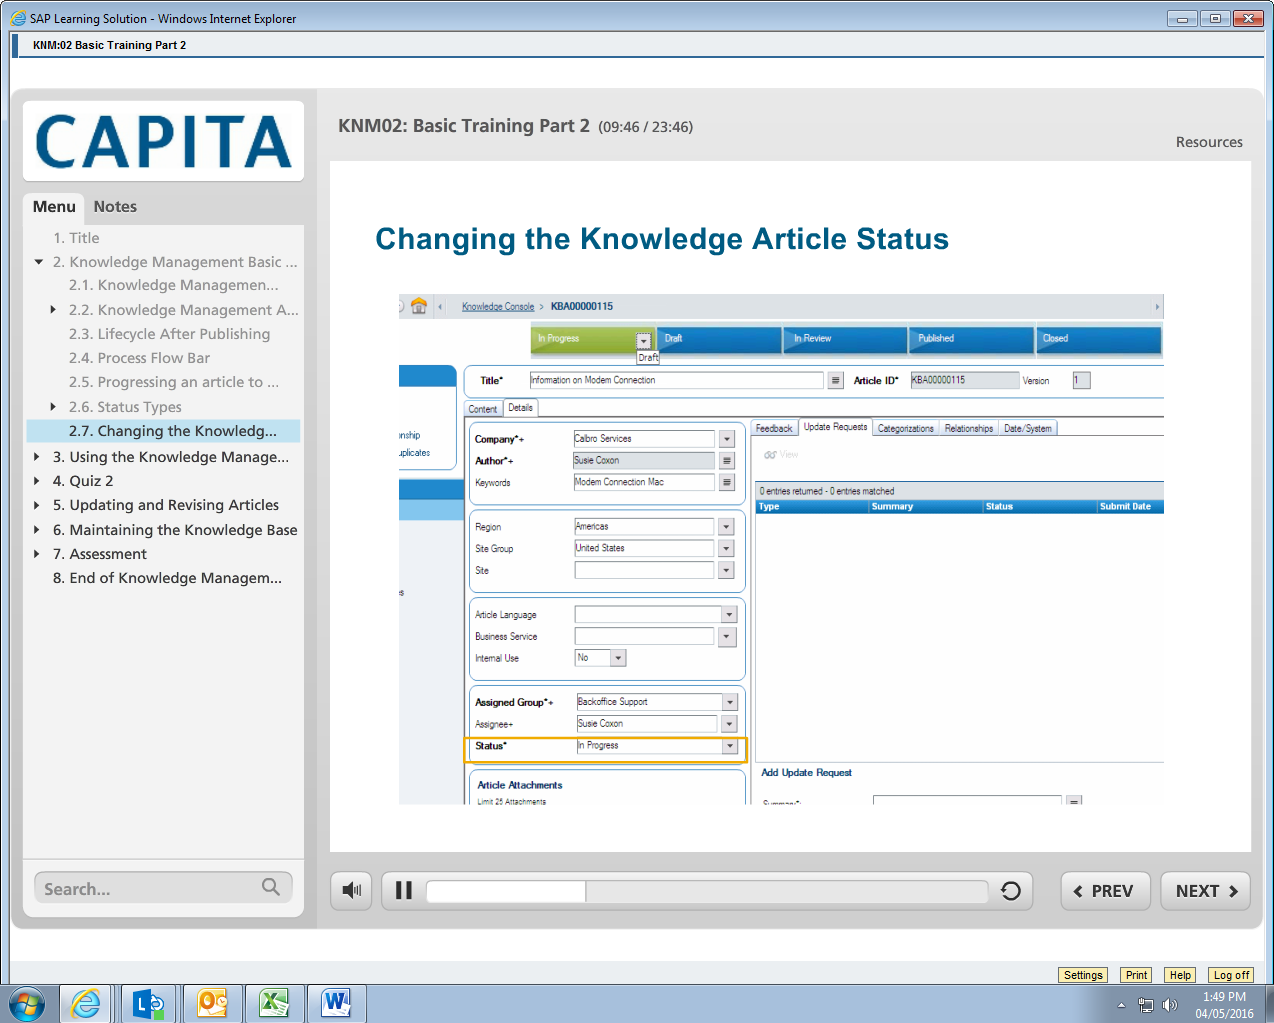 SAP Learning Solution - Windows Internet Explorer
KNM:02 Basic Training Part 2
CAPITA
KNM02: Basic Training Part 2 (09:46 / 23:46)
Resources
Menu Notes
1. Title
2. Knowledge Management Basic ...
2.1. Knowledge Managemen...
2.2. Knowledge Management A...
2.3. Lifecycle After Publishing
2.4. Process Flow Bar
2.5. Progressing an article to ...
2.6. Status Types
2.7. Changing the Knowledg...
3. Using the Knowledge Manage...
4. Quiz 2
5. Updating and Revising Articles
6. Maintaining the Knowledge Base
7. Assessment
8. End of Knowledge Managem...
Search...
Changing the Knowledge Article Status
Knowledge Console > KBA00000115
In Progress Draft In Review Published Closed
Draft
Title* Information on Modem Connection Article ID* KBA00000115 Version 1
Content Details
nship
uplicates
es
Company*+ Calbro Services
Author*+ Susie Coxon
Keywords Modem Connection Mac
Region Americas
Site Group United States
Site
Article Language
Business Service
Internal Use No
Assigned Group*+ Backoffice Support
Assignee+ Susie Coxon
Status* In Progress
Article Attachments
Limit 25 Attachments
Feedback Update Requests Categorizations Relationships Date/System
View
0 entries returned - 0 entries matched
Type Summary Status Submit Date
Add Update Request
Summary*:
PREV NEXT
Settings Print Help Log off
1:49 PM
04/05/2016